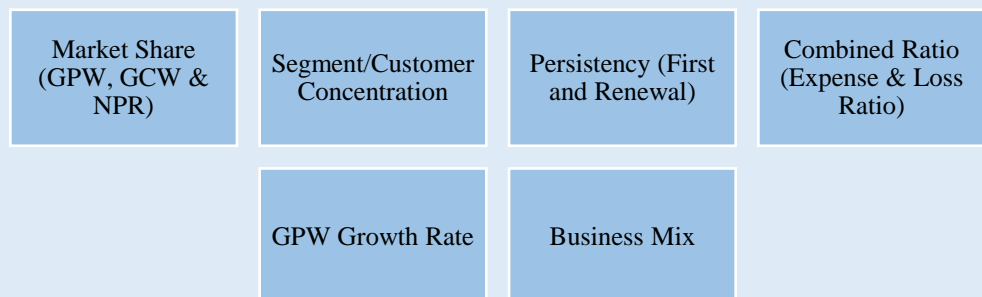 Market Share
(GPW, GCW &
NPR)
Segment/Customer
Concentration
Persistency (First
and Renewal)
Combined Ratio
(Expense & Loss
Ratio)
GPW Growth Rate
Business Mix